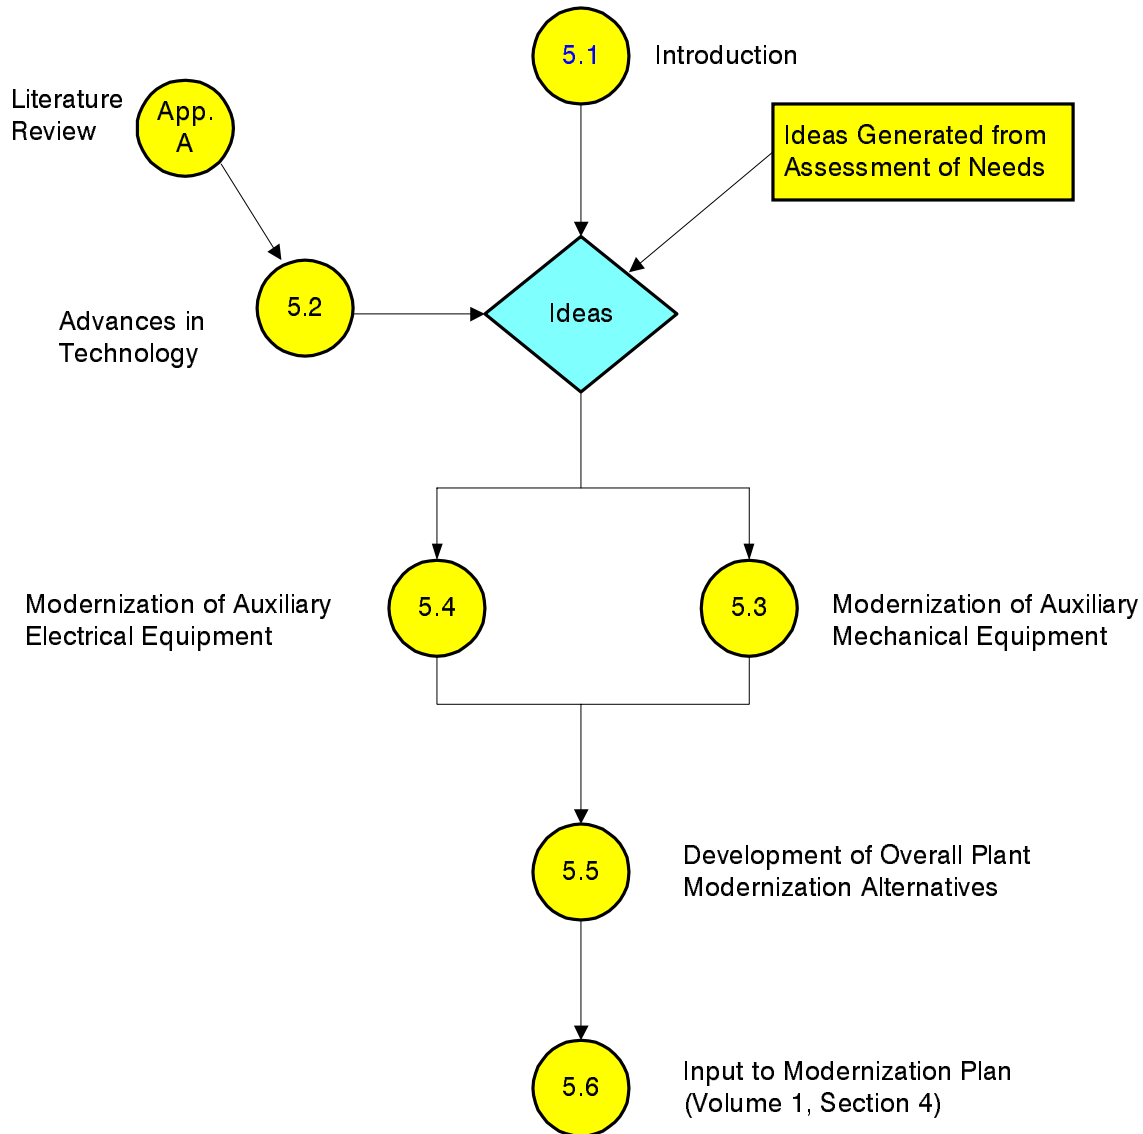 5.1
Introduction
Literature
Review
App.
A
Ideas Generated from
Assessment of Needs
5.2
Advances in
Technology
Ideas
Modernization of Auxiliary
Electrical Equipment
5.4
5.3
Modernization of Auxiliary
Mechanical Equipment
5.5
Development of Overall Plant
Modernization Alternatives
5.6
Input to Modernization Plan
(Volume 1, Section 4)